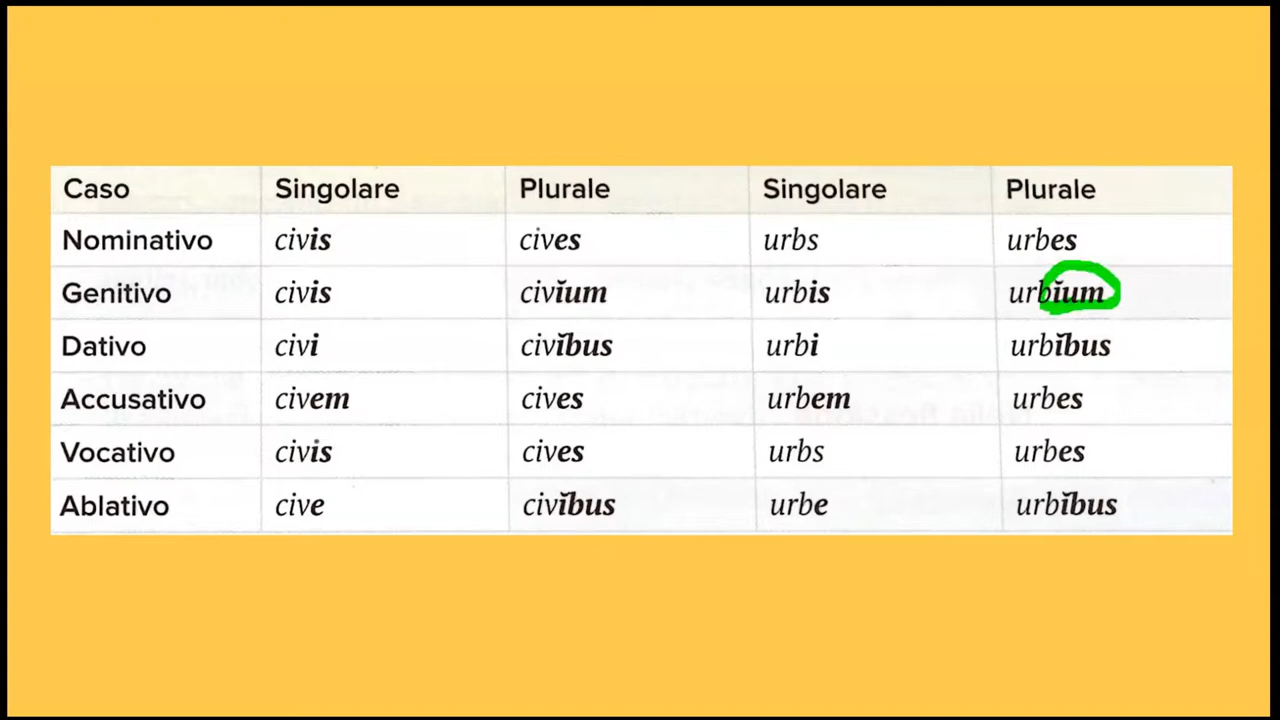 Caso Singolare Plurale Singolare Plurale
Nominativo civis cives urbs urbes
Genitivo civis civĭum urbis urbĭum
Dativo civi civĭbus urbi urbĭbus
Accusativo civem cives urbem urbes
Vocativo civis cives urbs urbes
Ablativo cive civĭbus urbe urbĭbus